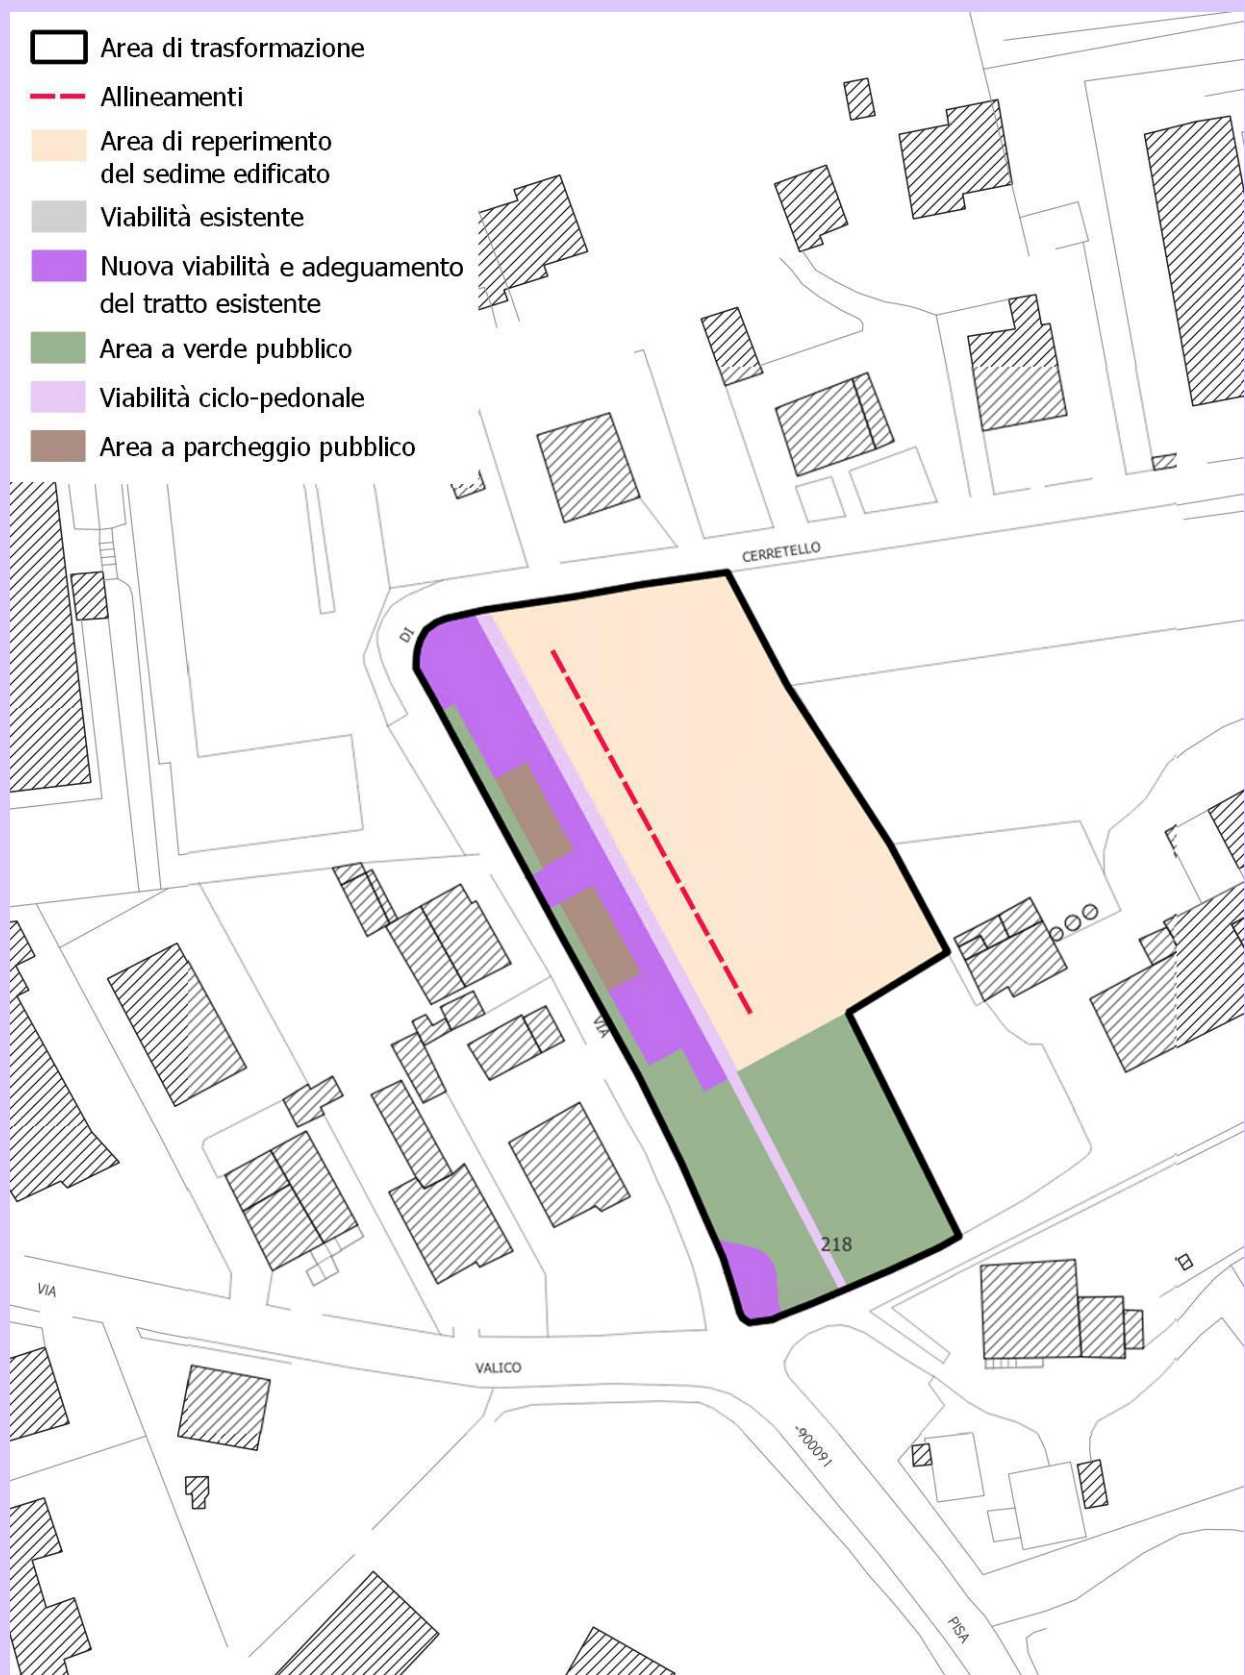 Area di trasformazione
Allineamenti
Area di reperimento
del sedime edificato
Viabilità esistente
Nuova viabilità e adeguamento
del tratto esistente
Area a verde pubblico
Viabilità ciclo-pedonale
Area a parcheggio pubblico
CERRETELLO
DI
VIA
218
VIA
VALICO
-900091
PISA